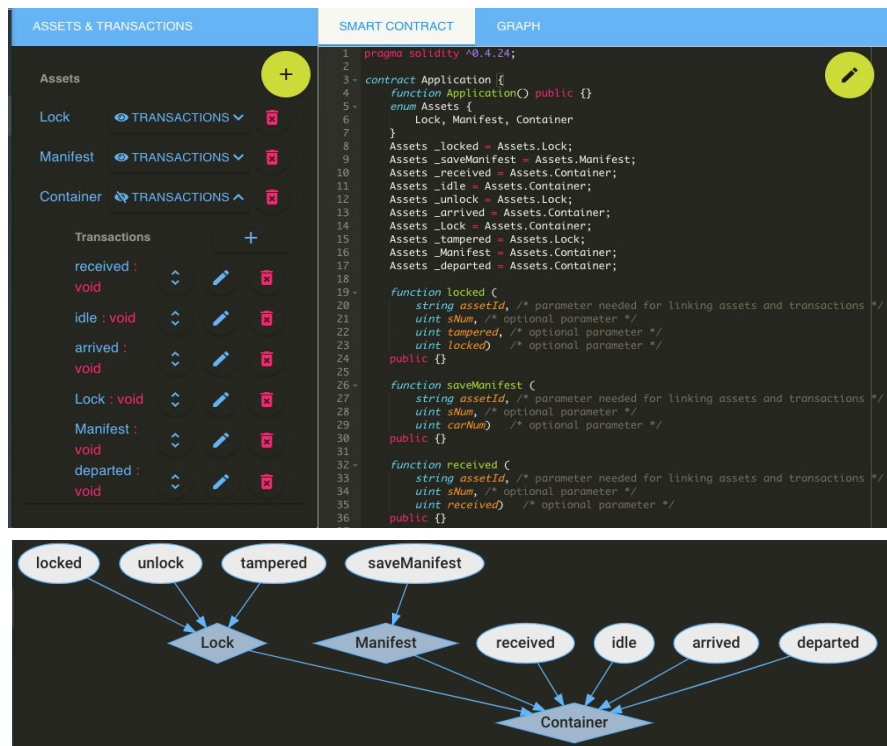 ASSETS & TRANSACTIONS
SMART CONTRACT
GRAPH
Assets
+
Lock
TRANSACTIONS
Manifest
TRANSACTIONS
Container
TRANSACTIONS
Transactions
+
received :
void
idle : void
arrived :
void
Lock : void
Manifest :
void
departed :
void
1 pragma solidity ^0.4.24;
2
3 contract Application {
4 function Application() public {}
5 enum Assets {
6 Lock, Manifest, Container
7 }
8 Assets _locked = Assets.Lock;
9 Assets _saveManifest = Assets.Manifest;
10 Assets _received = Assets.Container;
11 Assets _idle = Assets.Container;
12 Assets _unlock = Assets.Lock;
13 Assets _arrived = Assets.Container;
14 Assets _Lock = Assets.Container;
15 Assets _tampered = Assets.Lock;
16 Assets _Manifest = Assets.Container;
17 Assets _departed = Assets.Container;
18
19 function locked (
20 string assetId, /* parameter needed for linking assets and transactions */
21 uint sNum, /* optional parameter */
22 uint tampered, /* optional parameter */
23 uint locked) /* optional parameter */
24 public {}
25
26 function saveManifest (
27 string assetId, /* parameter needed for linking assets and transactions */
28 uint sNum, /* optional parameter */
29 uint carNum) /* optional parameter */
30 public {}
31
32 function received (
33 string assetId, /* parameter needed for linking assets and transactions */
34 uint sNum, /* optional parameter */
35 uint received) /* optional parameter */
36 public {}
locked unlock tampered saveManifest
Lock Manifest received idle arrived departed
Container